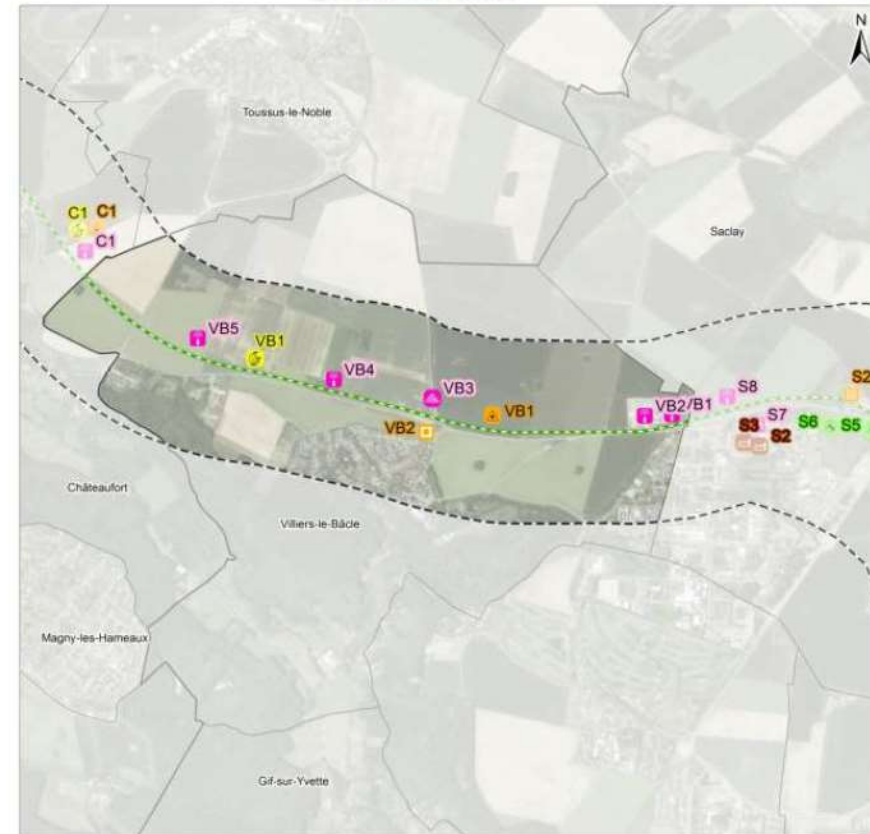 N
Toussus-le-Noble
Saclay
C1
C1
C1
VB5
VB1
VB4
VB3
VB1
VB2
VB2
/B1
S8
S2
S7
S6
S5
S3
S2
Châteaufort
Villiers-le-Bâcle
Magny-les-Hameaux
Gif-sur-Yvette